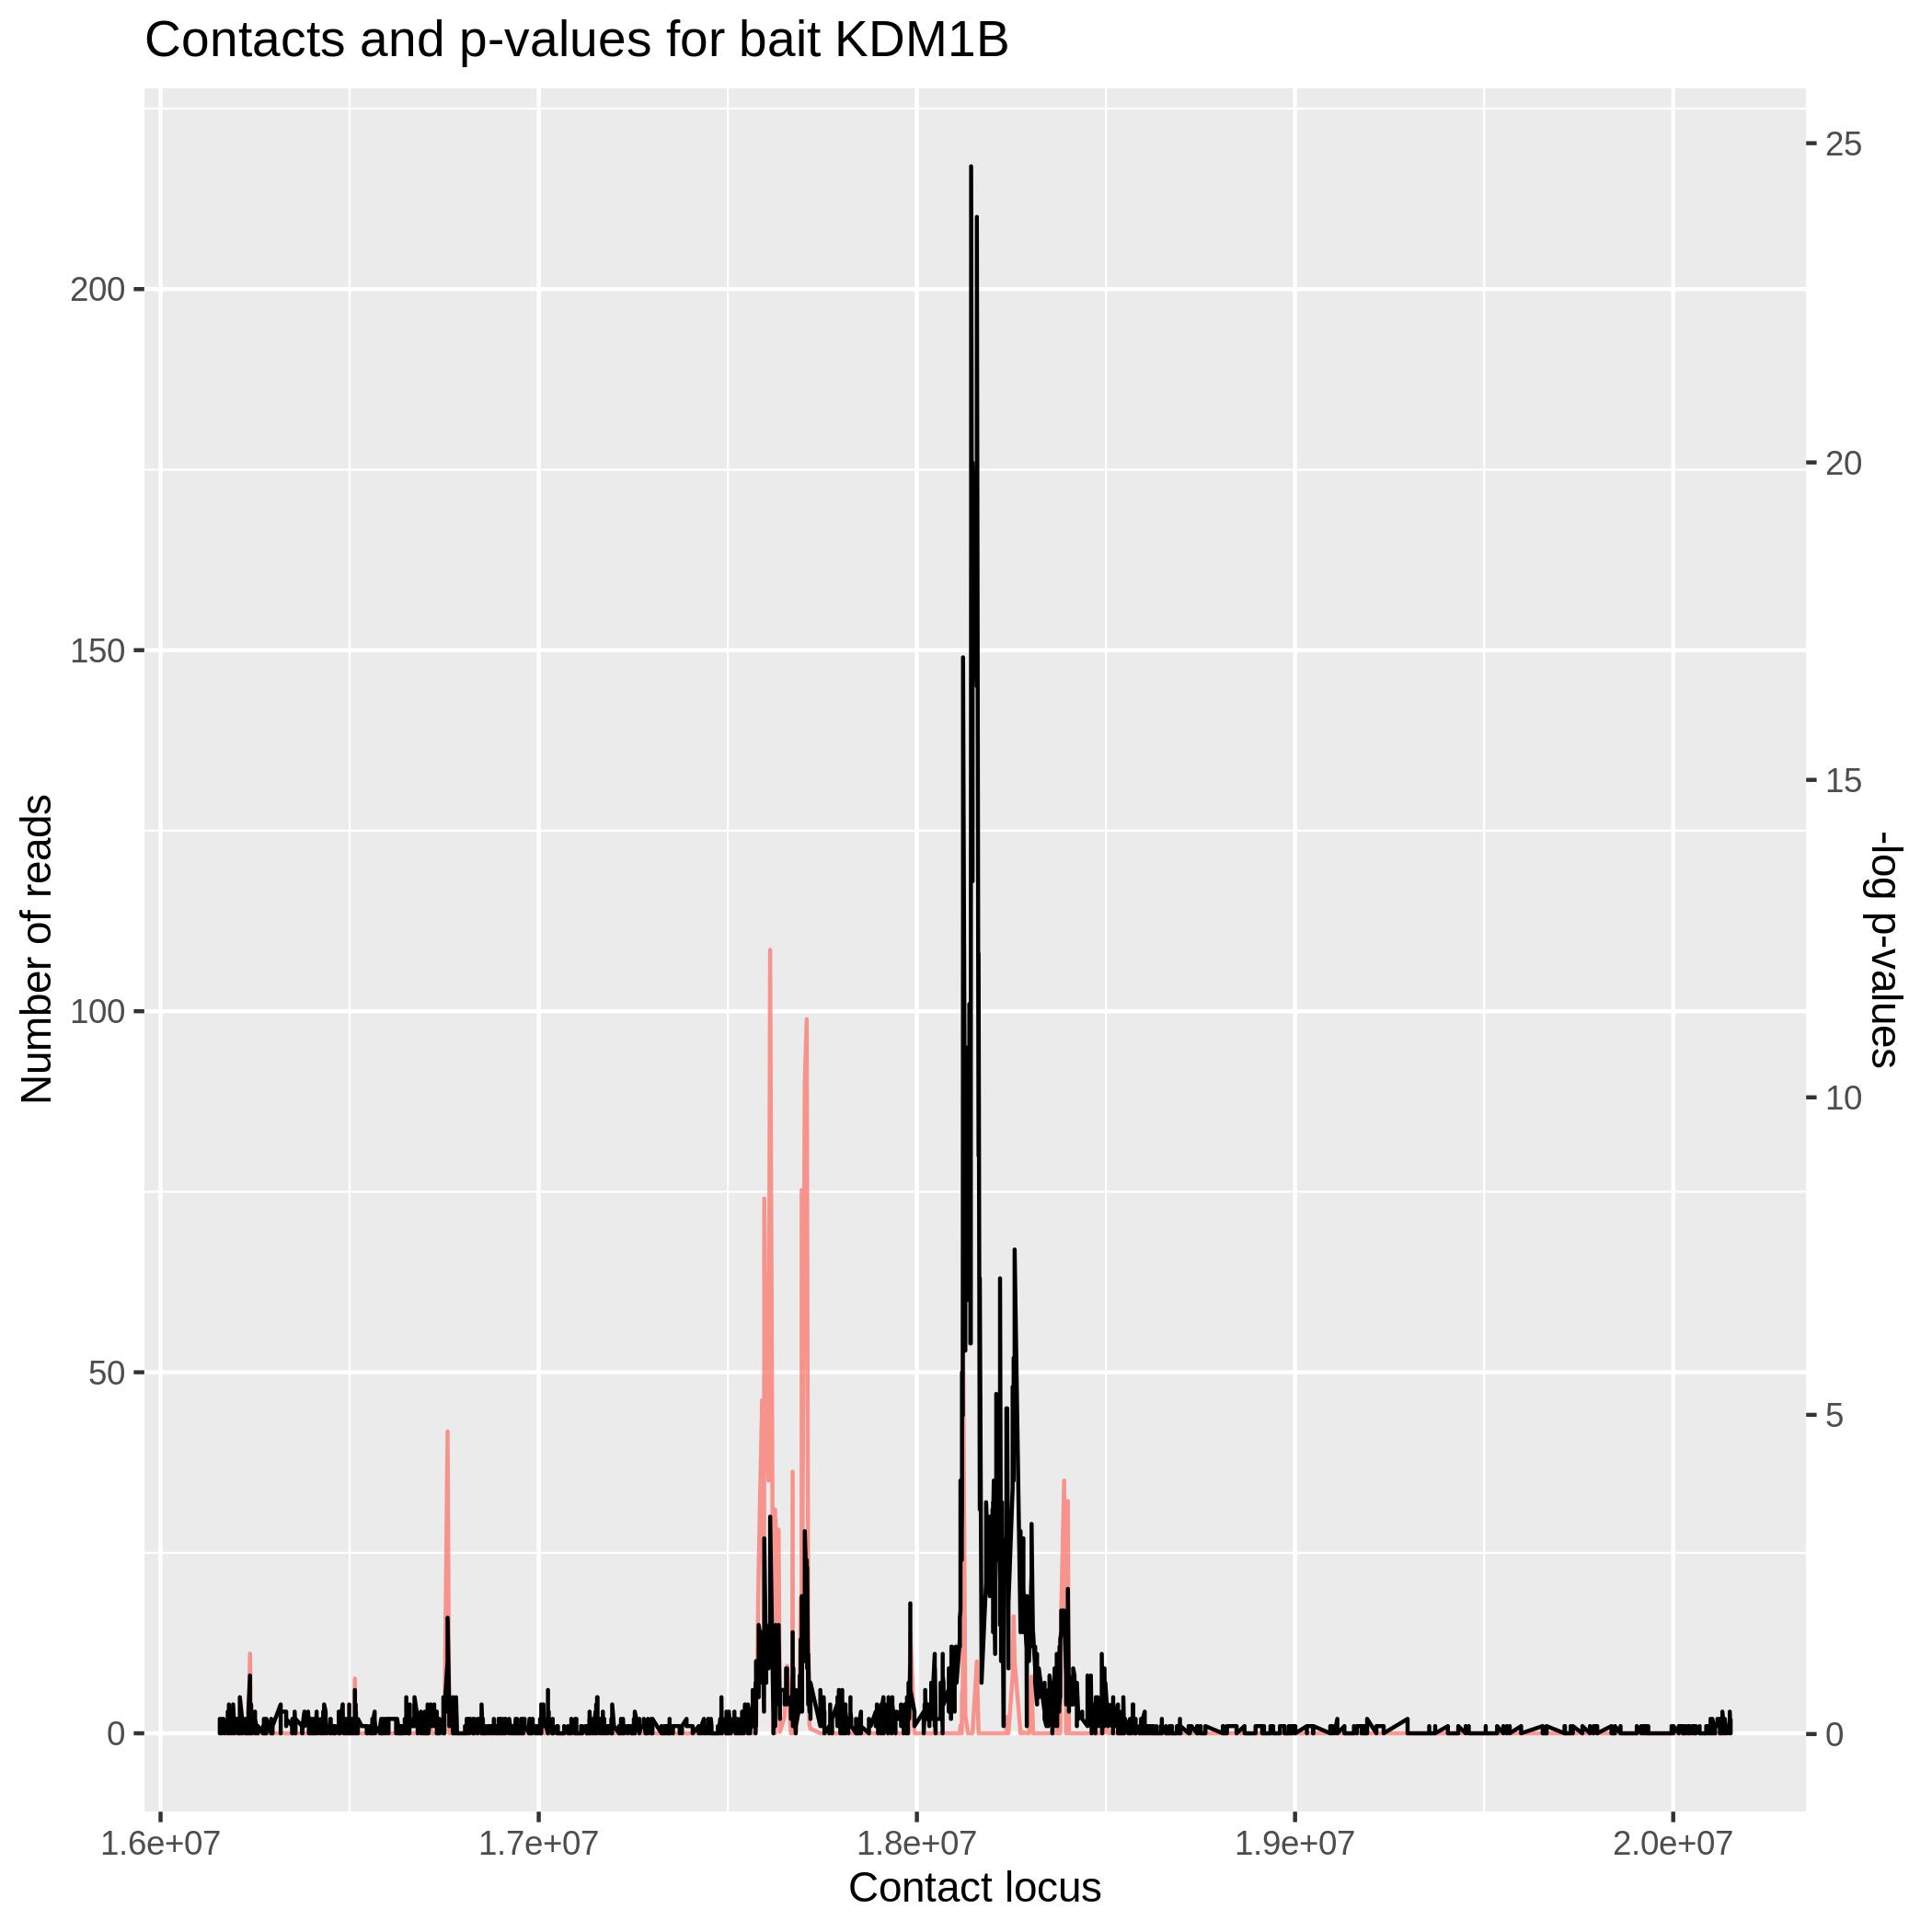 Contacts and p-values for bait KDM1B
Number of reads
200
150
100
50
0
25
20
15
10
5
0
-log p-values
1.6e+07
1.7e+07
1.8e+07
1.9e+07
2.0e+07
Contact locus